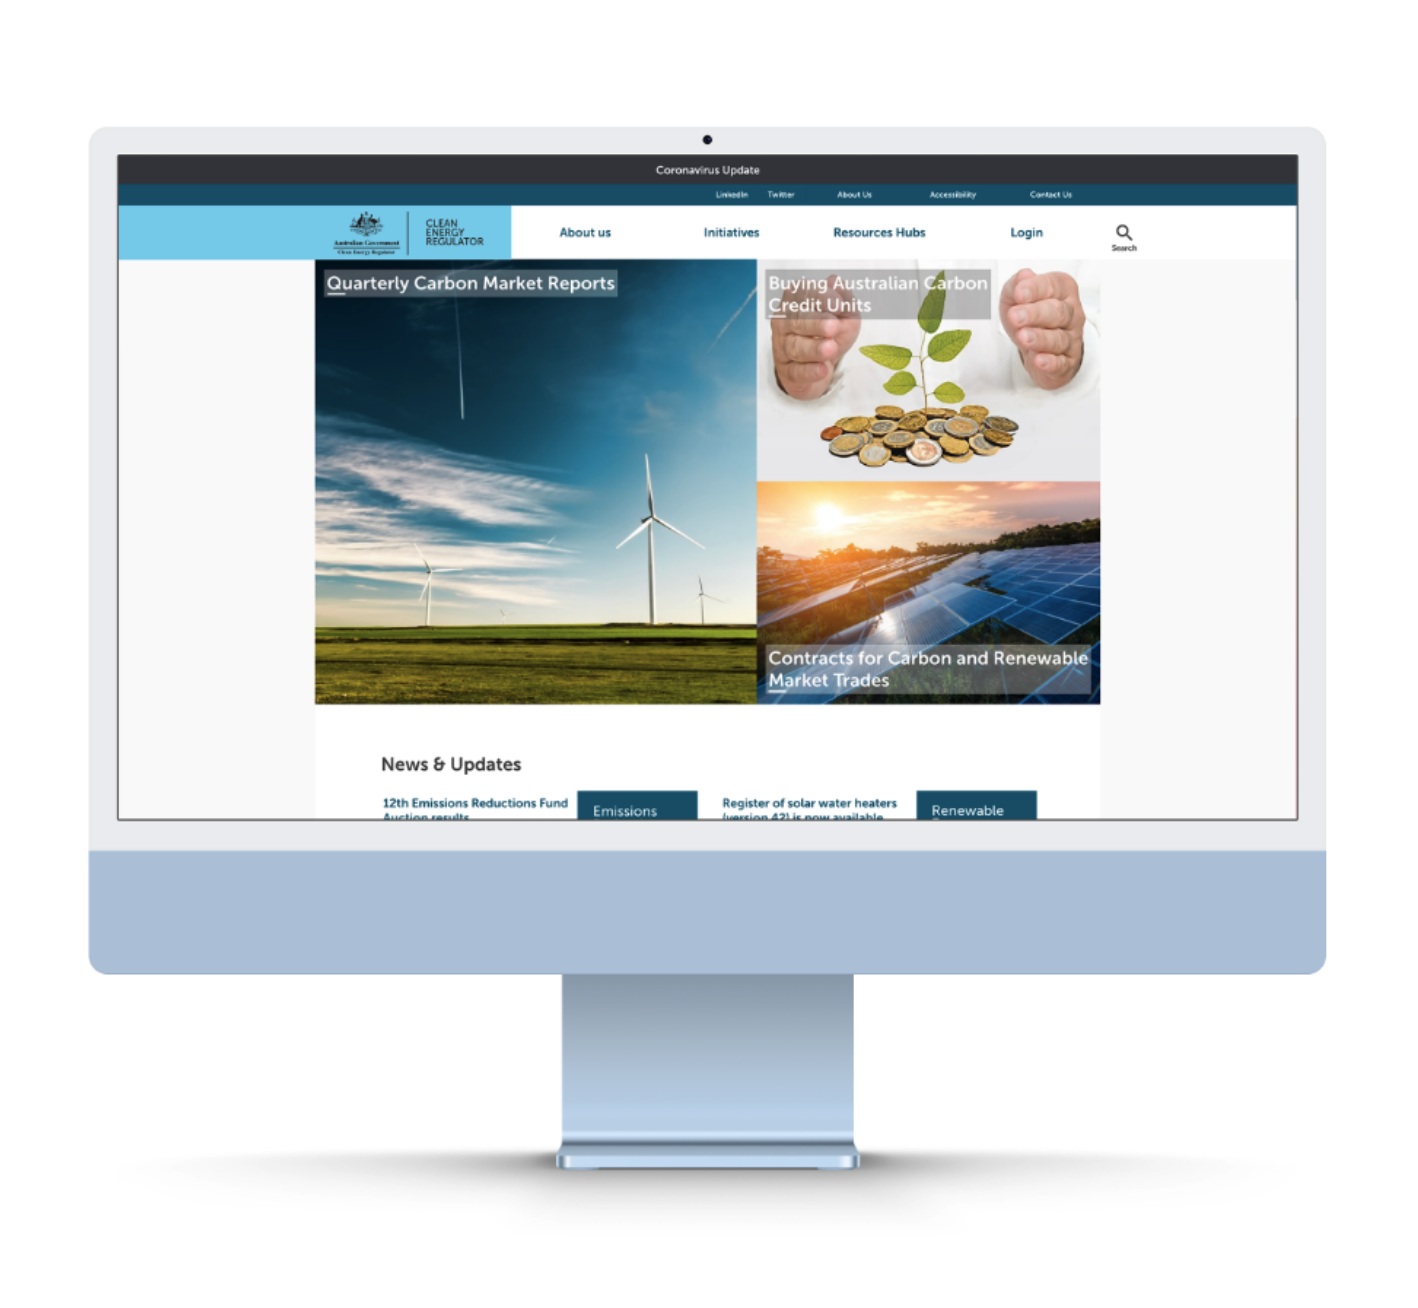 Coronavirus Update
LinkedIn Twitter About Us Accessibility Contact Us
Australian Government
Clean Energy Regulator
CLEAN
ENERGY
REGULATOR
About us Initiatives Resources Hubs Login
Search
Quarterly Carbon Market Reports
Buying Australian Carbon
Credit Units
Contracts for Carbon and Renewable
Market Trades
News & Updates
12th Emissions Reductions Fund
Auction results
Emissions
Register of solar water heaters
(version 42) is now available
Renewable